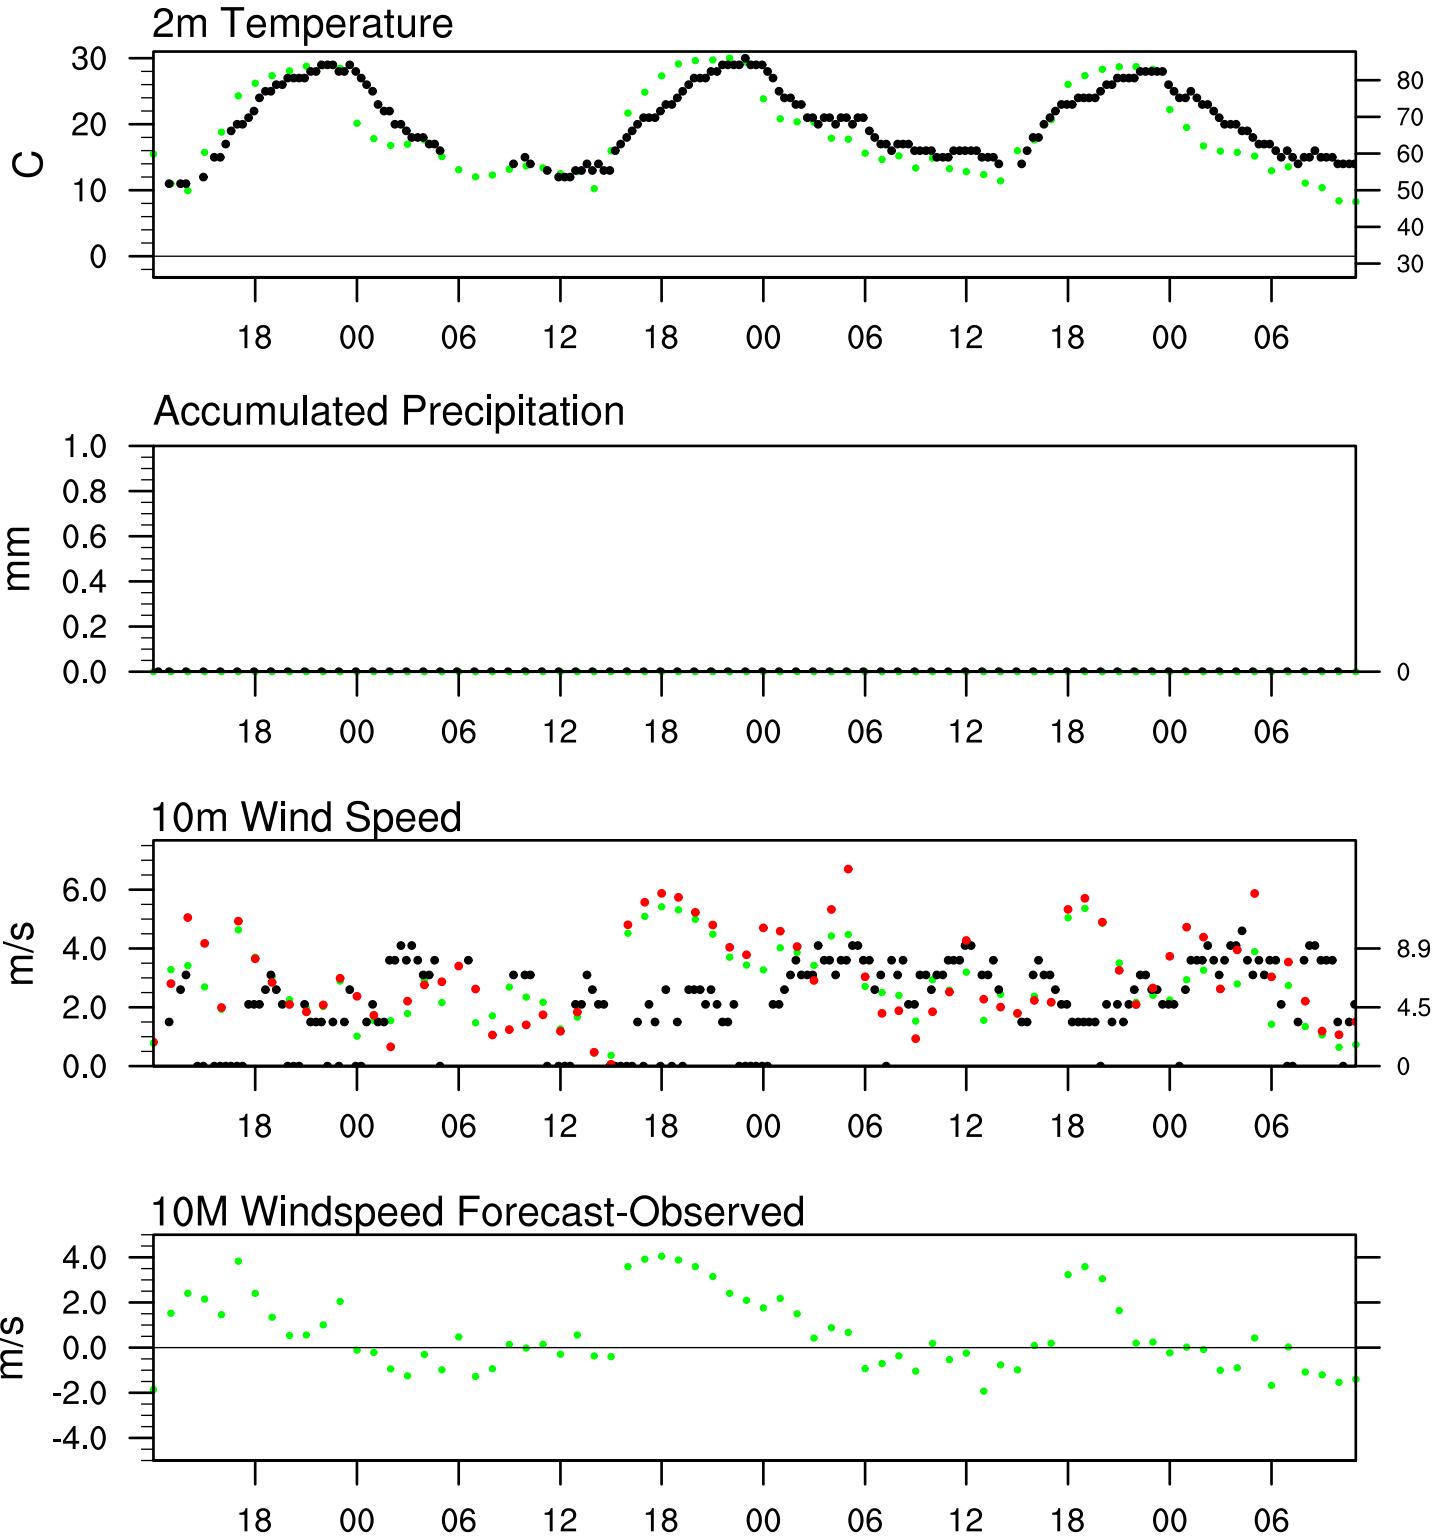 2m Temperature
30
20
10
0
C
80
70
60
50
40
30
18 00 06 12 18 00 06 12 18 00 06
Accumulated Precipitation
1.0
0.8
0.6
0.4
0.2
0.0
mm
0
18 00 06 12 18 00 06 12 18 00 06
10m Wind Speed
6.0
4.0
2.0
0.0
m/s
8.9
4.5
0
18 00 06 12 18 00 06 12 18 00 06
10M Windspeed Forecast-Observed
4.0
2.0
0.0
-2.0
-4.0
m/s
18 00 06 12 18 00 06 12 18 00 06